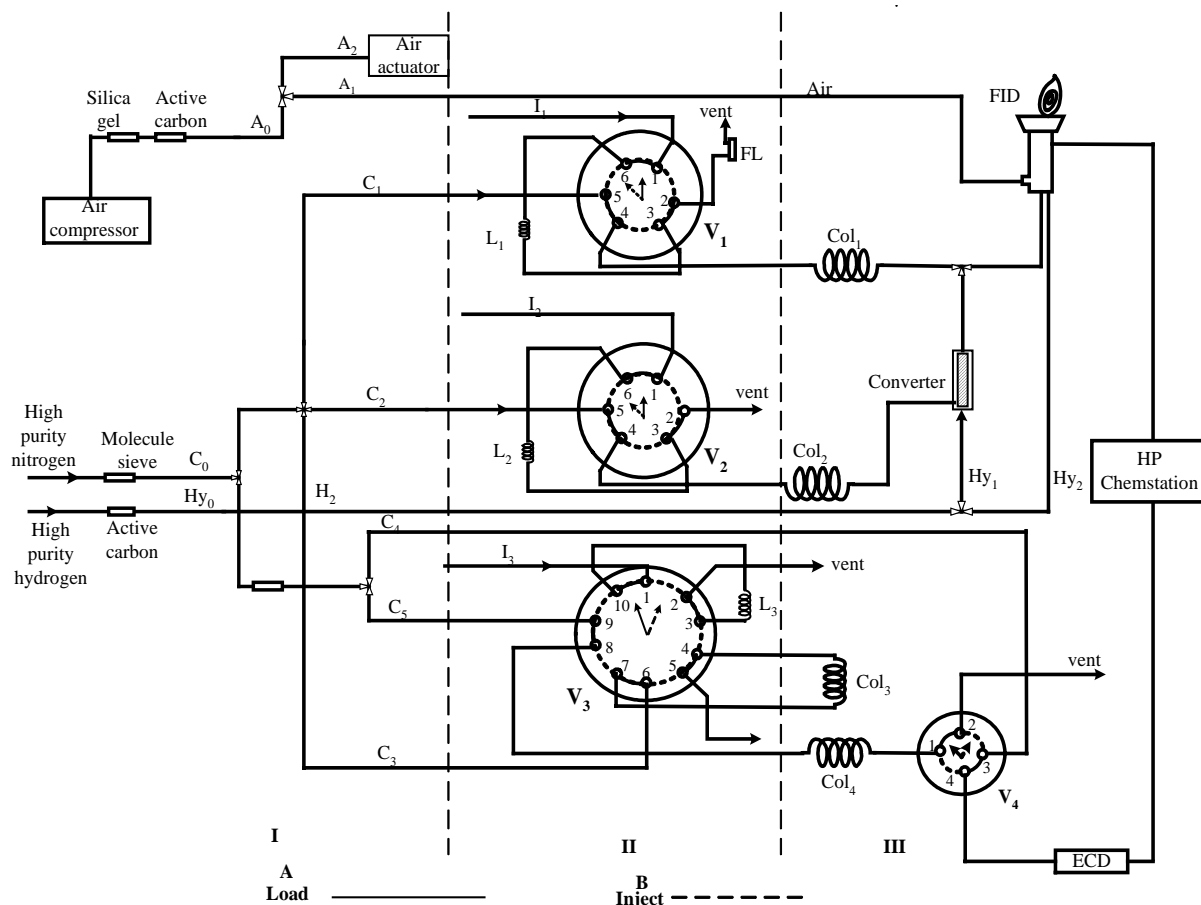 A2
Air
actuator
A1
Air
FID
Silica
gel
Active
carbon
A0
I1
vent
FL
6
1
5
2
4
3
C1
V1
Air
compressor
L1
Col1
I2
Converter
6
1
5
2
4
3
vent
C2
V2
High
purity
nitrogen
Molecule
sieve
C0
L2
Col2
HP
Chemstation
Hy0
H2
Hy1
Hy2
High
purity
hydrogen
Active
carbon
C4
I3
vent
10
1
2
9
3
8
4
7
6
5
L3
C5
V3
Col3
vent
C3
Col4
1
2
3
4
V4
I
II
III
ECD
A
Load
B
Inject